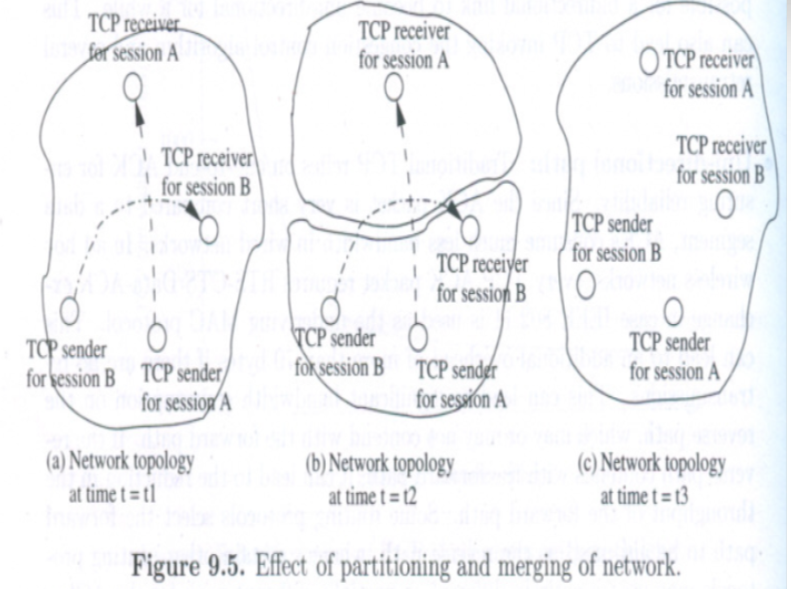 TCP receiver
for session A
TCP receiver
for session B
TCP sender
for session B
TCP sender
for session A
(a) Network topology
at time t = t1
TCP receiver
for session A
TCP receiver
for session B
TCP sender
for session B
TCP sender
for session A
(b) Network topology
at time t = t2
TCP receiver
for session A
TCP receiver
for session B
TCP sender
for session B
TCP sender
for session A
(c) Network topology
at time t = t3
Figure 9.5. Effect of partitioning and merging of network.